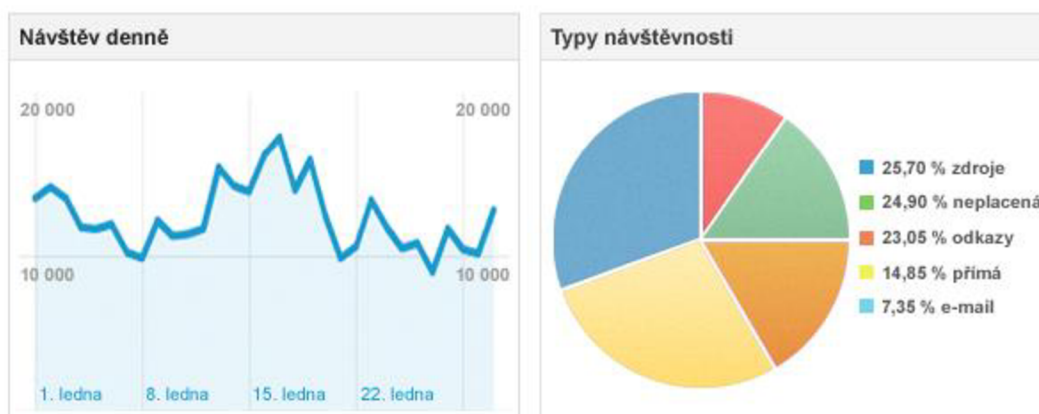 Návštěv denně
20 000
20 000
10 000
10 000
1. ledna
8. ledna
15. ledna
22. ledna
Typy návštěvnosti
25,70 % zdroje
24,90 % neplacená
23,05 % odkazy
14,85 % přímá
7,35 % e-mail